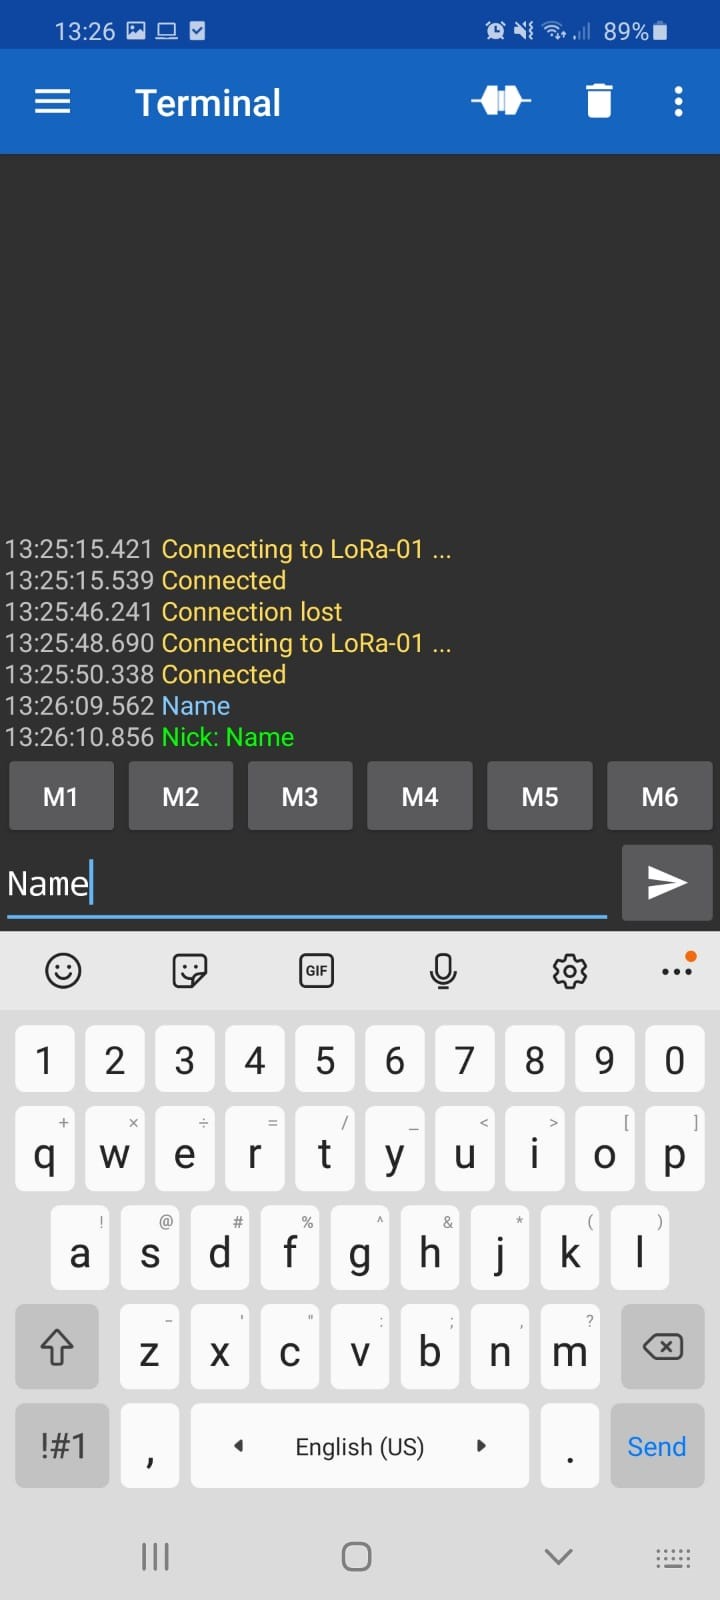 13:26 89%
Terminal
13:25:15.421 Connecting to LoRa-01 ...
13:25:15.539 Connected
13:25:46.241 Connection lost
13:25:48.690 Connecting to LoRa-01 ...
13:25:50.338 Connected
13:26:09.562 Name
13:26:10.856 Nick: Name
M1 M2 M3 M4 M5 M6
Name
GIF
1 2 3 4 5 6 7 8 9 0
+ × ÷ = / _ < > [ ]
q w e r t y u i o p
! @ # % ^ & * ( )
a s d f g h j k l
- ' " : ; , ?
z x c v b n m
!#1 , English (US) . Send